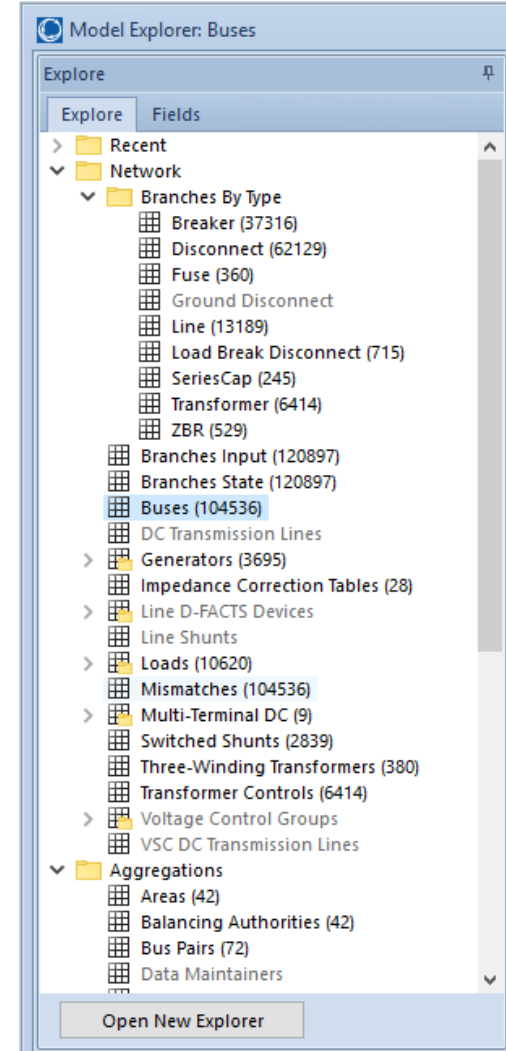 Model Explorer: Buses
Explore
Explore Fields
Recent
Network
Branches By Type
Breaker (37316)
Disconnect (62129)
Fuse (360)
Ground Disconnect
Line (13189)
Load Break Disconnect (715)
SeriesCap (245)
Transformer (6414)
ZBR (529)
Branches Input (120897)
Branches State (120897)
Buses (104536)
DC Transmission Lines
Generators (3695)
Impedance Correction Tables (28)
Line D-FACTS Devices
Line Shunts
Loads (10620)
Mismatches (104536)
Multi-Terminal DC (9)
Switched Shunts (2839)
Three-Winding Transformers (380)
Transformer Controls (6414)
Voltage Control Groups
VSC DC Transmission Lines
Aggregations
Areas (42)
Balancing Authorities (42)
Bus Pairs (72)
Data Maintainers
Open New Explorer